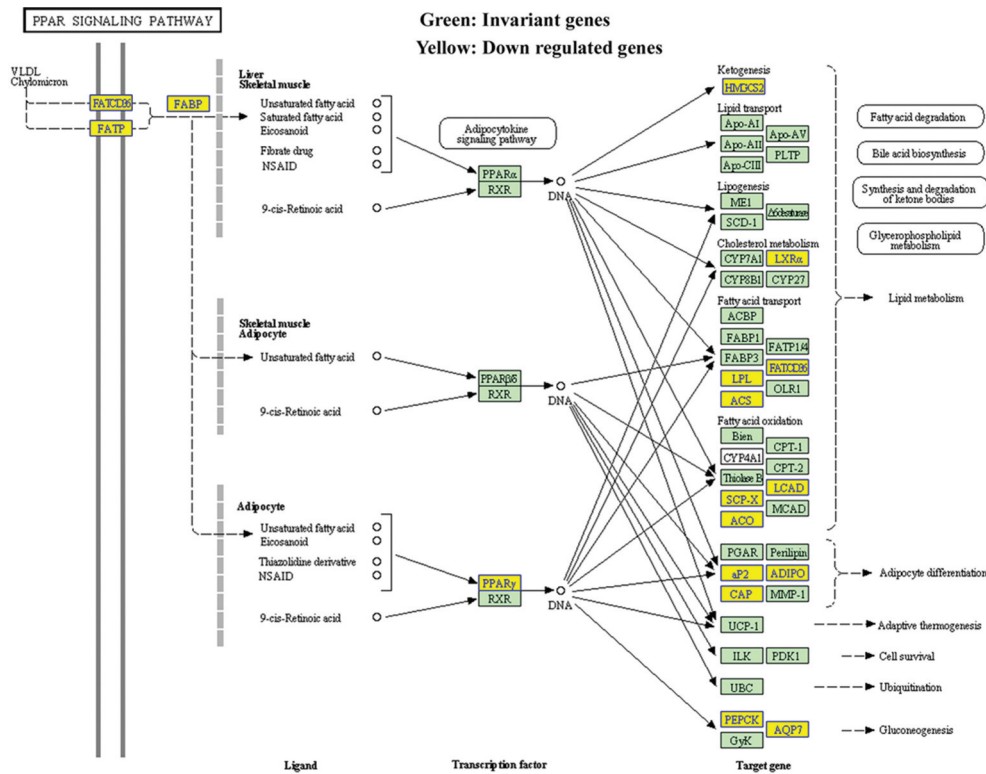 PPAR SIGNALING PATHWAY
Green: Invariant genes
Yellow: Down regulated genes
VLDL
Chylomicron
FATCD36
FATP
FABP
Liver
Skeletal muscle
Unsaturated fatty acid
Saturated fatty acid
Eicosanoid
Fibrate drug
NSAID
9-cis-Retinoic acid
Adipocytokine
signaling pathway
PPARα
RXR
DNA
Skeletal muscle
Adipocyte
Unsaturated fatty acid
9-cis-Retinoic acid
PPARβ/δ
RXR
DNA
Adipocyte
Unsaturated fatty acid
Eicosanoid
Thiazolidine derivative
NSAID
9-cis-Retinoic acid
PPARγ
RXR
DNA
Ketogenesis
HMGCS2
Lipid transport
Apo-AI
Apo-AII
Apo-CIII
Apo-AV
PLTP
Lipogenesis
ME1
SCD-1
Δ6desaturase
Cholesterol metabolism
CYP7A1
LXRα
CYP8B1
CYP27
Fatty acid transport
ACBP
FABP1
FABP3
LPL
ACS
FATP1/4
FATCD36
OLR1
Fatty acid oxidation
Bien
CYP4A1
Thiolase B
SCP-X
ACO
CPT-1
CPT-2
LCAD
MCAD
PGAR
Perilipin
aP2
ADIPO
CAP
MMP-1
UCP-1
ILK
PDK1
UBC
PEPCK
GyK
AQP7
Fatty acid degradation
Bile acid biosynthesis
Synthesis and degradation
of ketone bodies
Glycerophospholipid
metabolism
Lipid metabolism
Adipocyte differentiation
Adaptive thermogenesis
Cell survival
Ubiquitination
Gluconeogenesis
Ligand
Transcription factor
Target gene